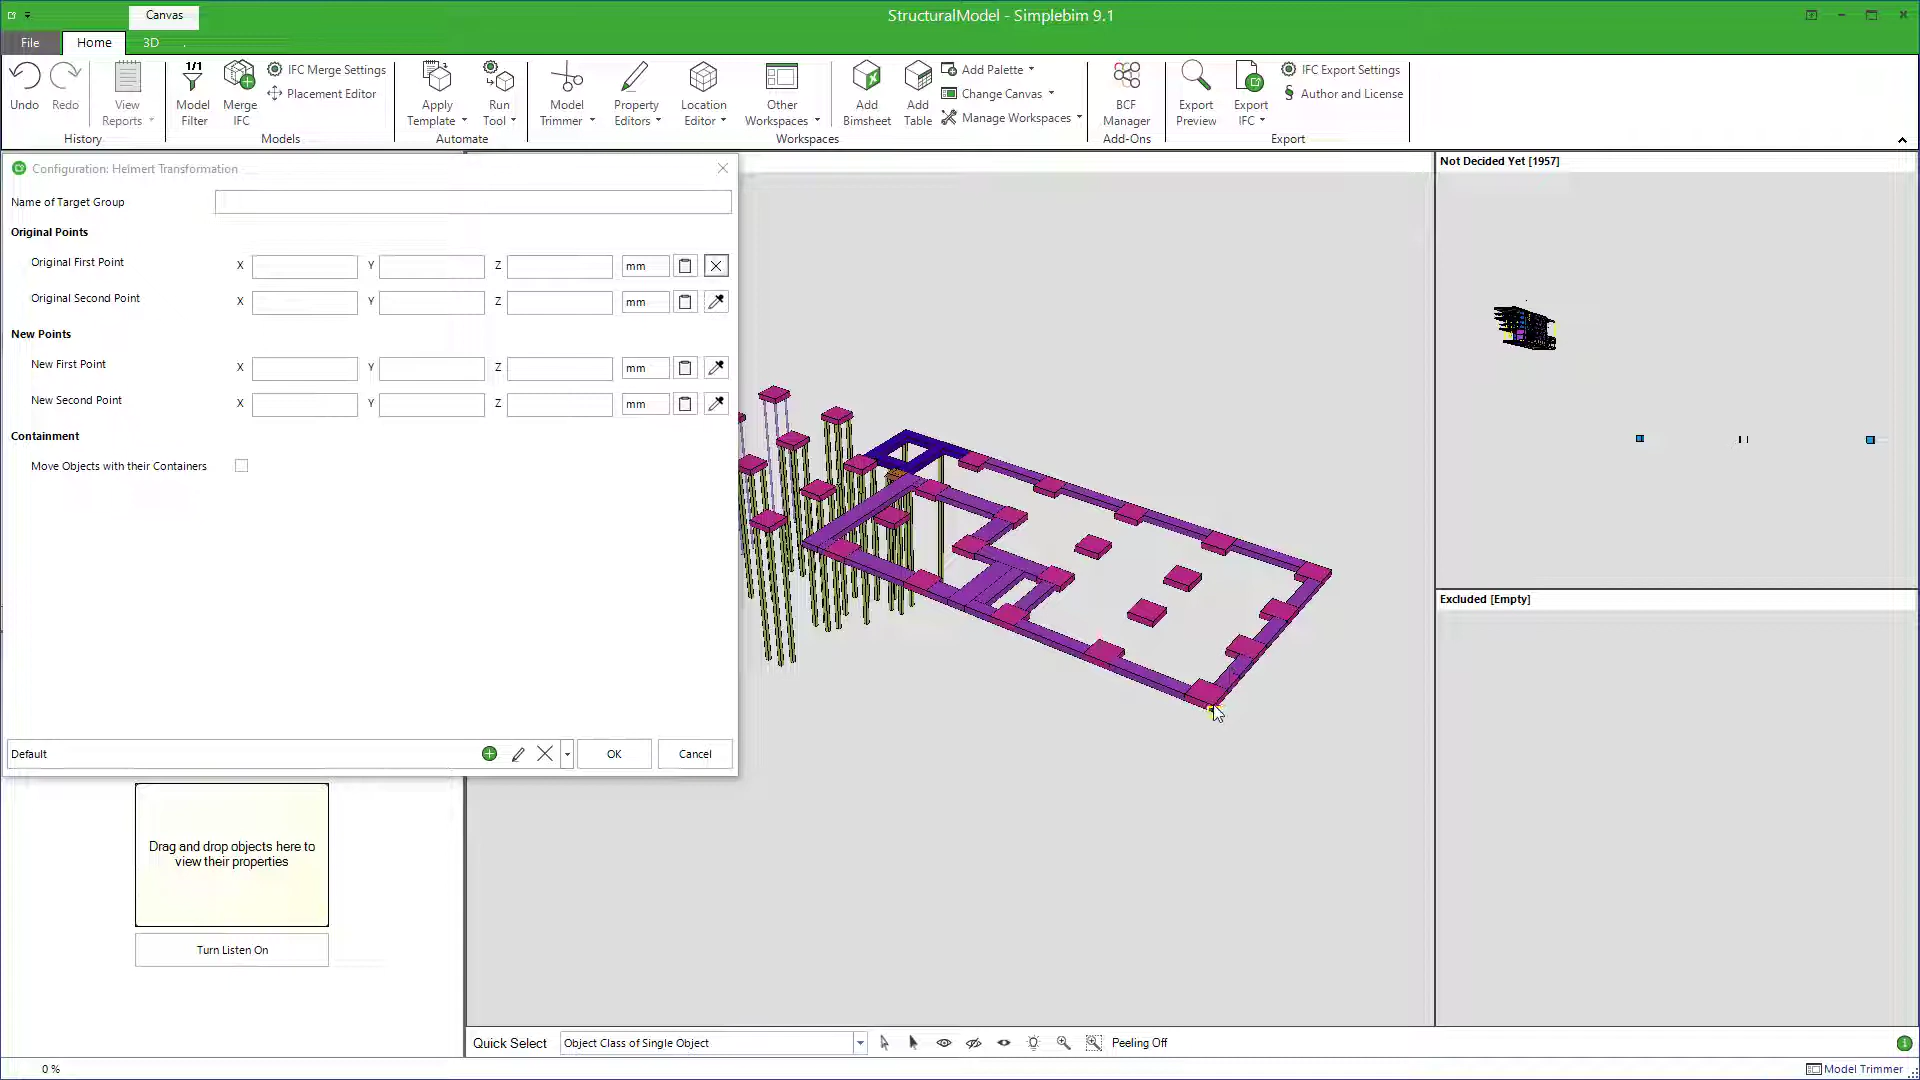 Canvas
StructuralModel - Simplebim 9.1
File
Home
3D
Undo
Redo
View Reports
History
1/1
Model Filter
Merge IFC
IFC Merge Settings
Placement Editor
Models
Apply Template
Run Tool
Automate
Model Trimmer
Property Editors
Location Editor
Other Workspaces
Add Bimsheet
Add Table
Add Palette
Change Canvas
Manage Workspaces
Workspaces
BCF Manager
Add-Ons
Export Preview
Export IFC
IFC Export Settings
Author and License
Export
Configuration: Helmert Transformation
Name of Target Group
Original Points
Original First Point X Y Z mm
Original Second Point X Y Z mm
New Points
New First Point X Y Z mm
New Second Point X Y Z mm
Containment
Move Objects with their Containers
Default
OK
Cancel
Not Decided Yet [1957]
Excluded [Empty]
Drag and drop objects here to
view their properties
Turn Listen On
Quick Select
Object Class of Single Object
Peeling Off
0 %
Model Trimmer